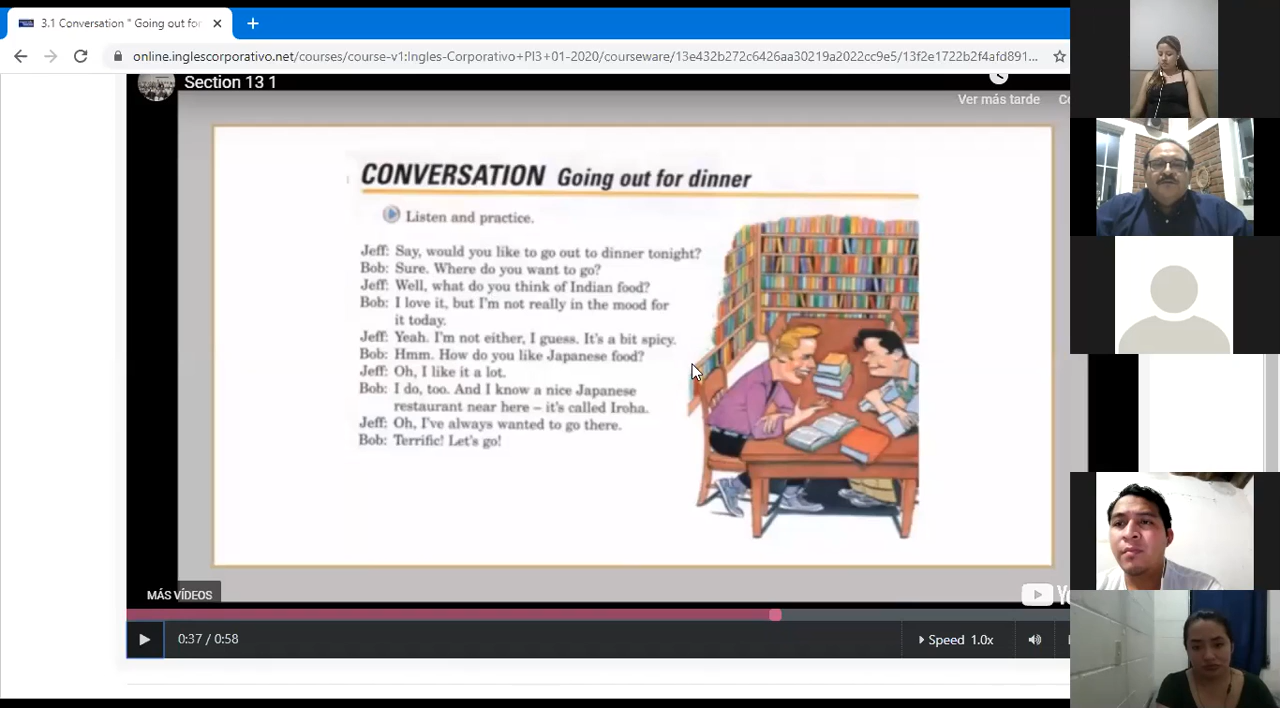 3.1 Conversation " Going out for
online.inglescorporativo.net/courses/course-v1:Ingles-Corporativo+PI3+01-2020/courseware/13e432b272c6426aa30219a2022cc9e5/13f2e1722b2f4afd891...
Section 13 1
Ver más tarde
CONVERSATION Going out for dinner
Listen and practice.
Jeff: Say, would you like to go out to dinner tonight?
Bob: Sure. Where do you want to go?
Jeff: Well, what do you think of Indian food?
Bob: I love it, but I'm not really in the mood for
it today.
Jeff: Yeah. I'm not either, I guess. It's a bit spicy.
Bob: Hmm. How do you like Japanese food?
Jeff: Oh, I like it a lot.
Bob: I do, too. And I know a nice Japanese
restaurant near here – it's called Iroha.
Jeff: Oh, I've always wanted to go there.
Bob: Terrific! Let's go!
MÁS VÍDEOS
0:37 / 0:58
Speed 1.0x